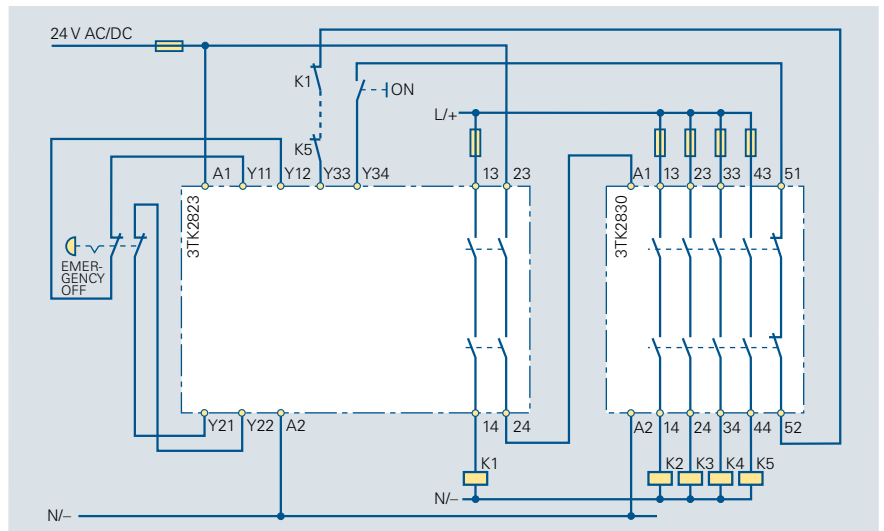 24 V AC/DC
K1
ON
L/+
K5
A1 Y11 Y12 Y33 Y34 13 23 A1 13 23 33 43 51
3TK2823
3TK2830
EMER-
GENCY
OFF
Y21 Y22 A2 14 24 A2 14 24 34 44 52
K1 K2 K3 K4 K5
N/–
N/–